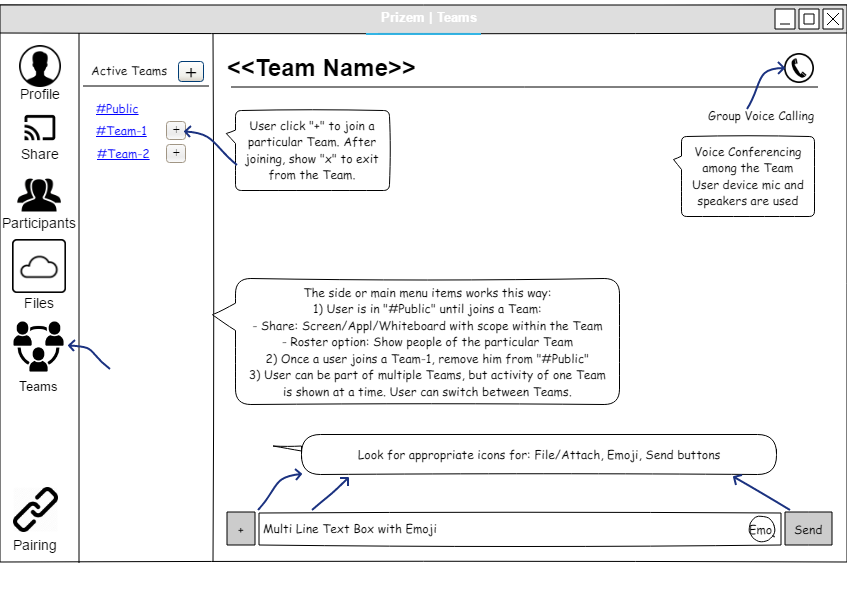 Prizem | Teams
Profile
Share
Participants
Files
Teams
Pairing
Active Teams +
#Public
#Team-1 +
#Team-2 +
<<Team Name>>
Group Voice Calling
User click "+" to join a
particular Team. After
joining, show "x" to exit
from the Team.
Voice Conferencing
among the Team
User device mic and
speakers are used
The side or main menu items works this way:
1) User is in "#Public" until joins a Team:
- Share: Screen/Appl/Whiteboard with scope within the Team
- Roster option: Show people of the particular Team
2) Once a user joins a Team-1, remove him from "#Public"
3) User can be part of multiple Teams, but activity of one Team
is shown at a time. User can switch between Teams.
Look for appropriate icons for: File/Attach, Emoji, Send buttons
+ Multi Line Text Box with Emoji Emo. Send